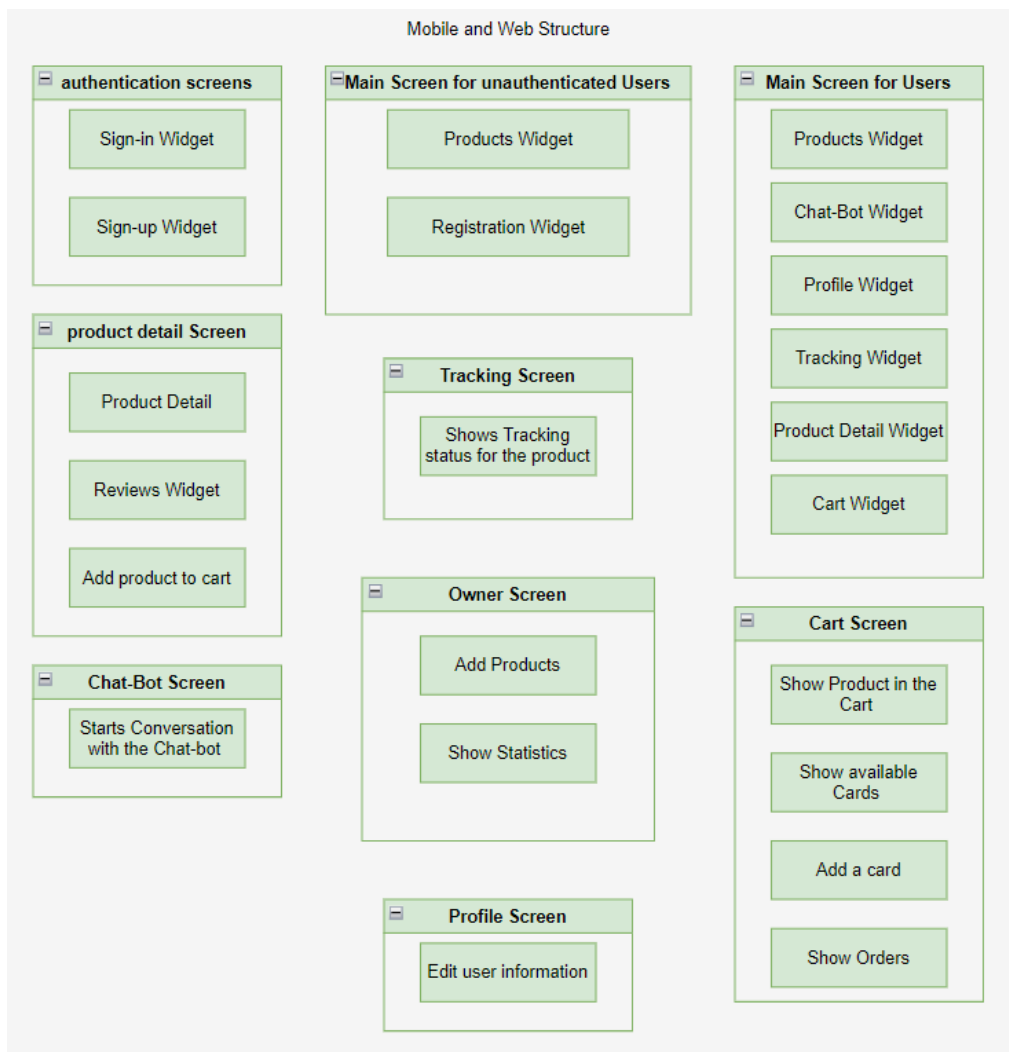 Mobile and Web Structure
authentication screens
Sign-in Widget
Sign-up Widget
Main Screen for unauthenticated Users
Products Widget
Registration Widget
Main Screen for Users
Products Widget
Chat-Bot Widget
Profile Widget
Tracking Widget
Product Detail Widget
Cart Widget
product detail Screen
Product Detail
Reviews Widget
Add product to cart
Tracking Screen
Shows Tracking
status for the product
Owner Screen
Add Products
Show Statistics
Cart Screen
Show Product in the
Cart
Show available
Cards
Add a card
Show Orders
Chat-Bot Screen
Starts Conversation
with the Chat-bot
Profile Screen
Edit user information